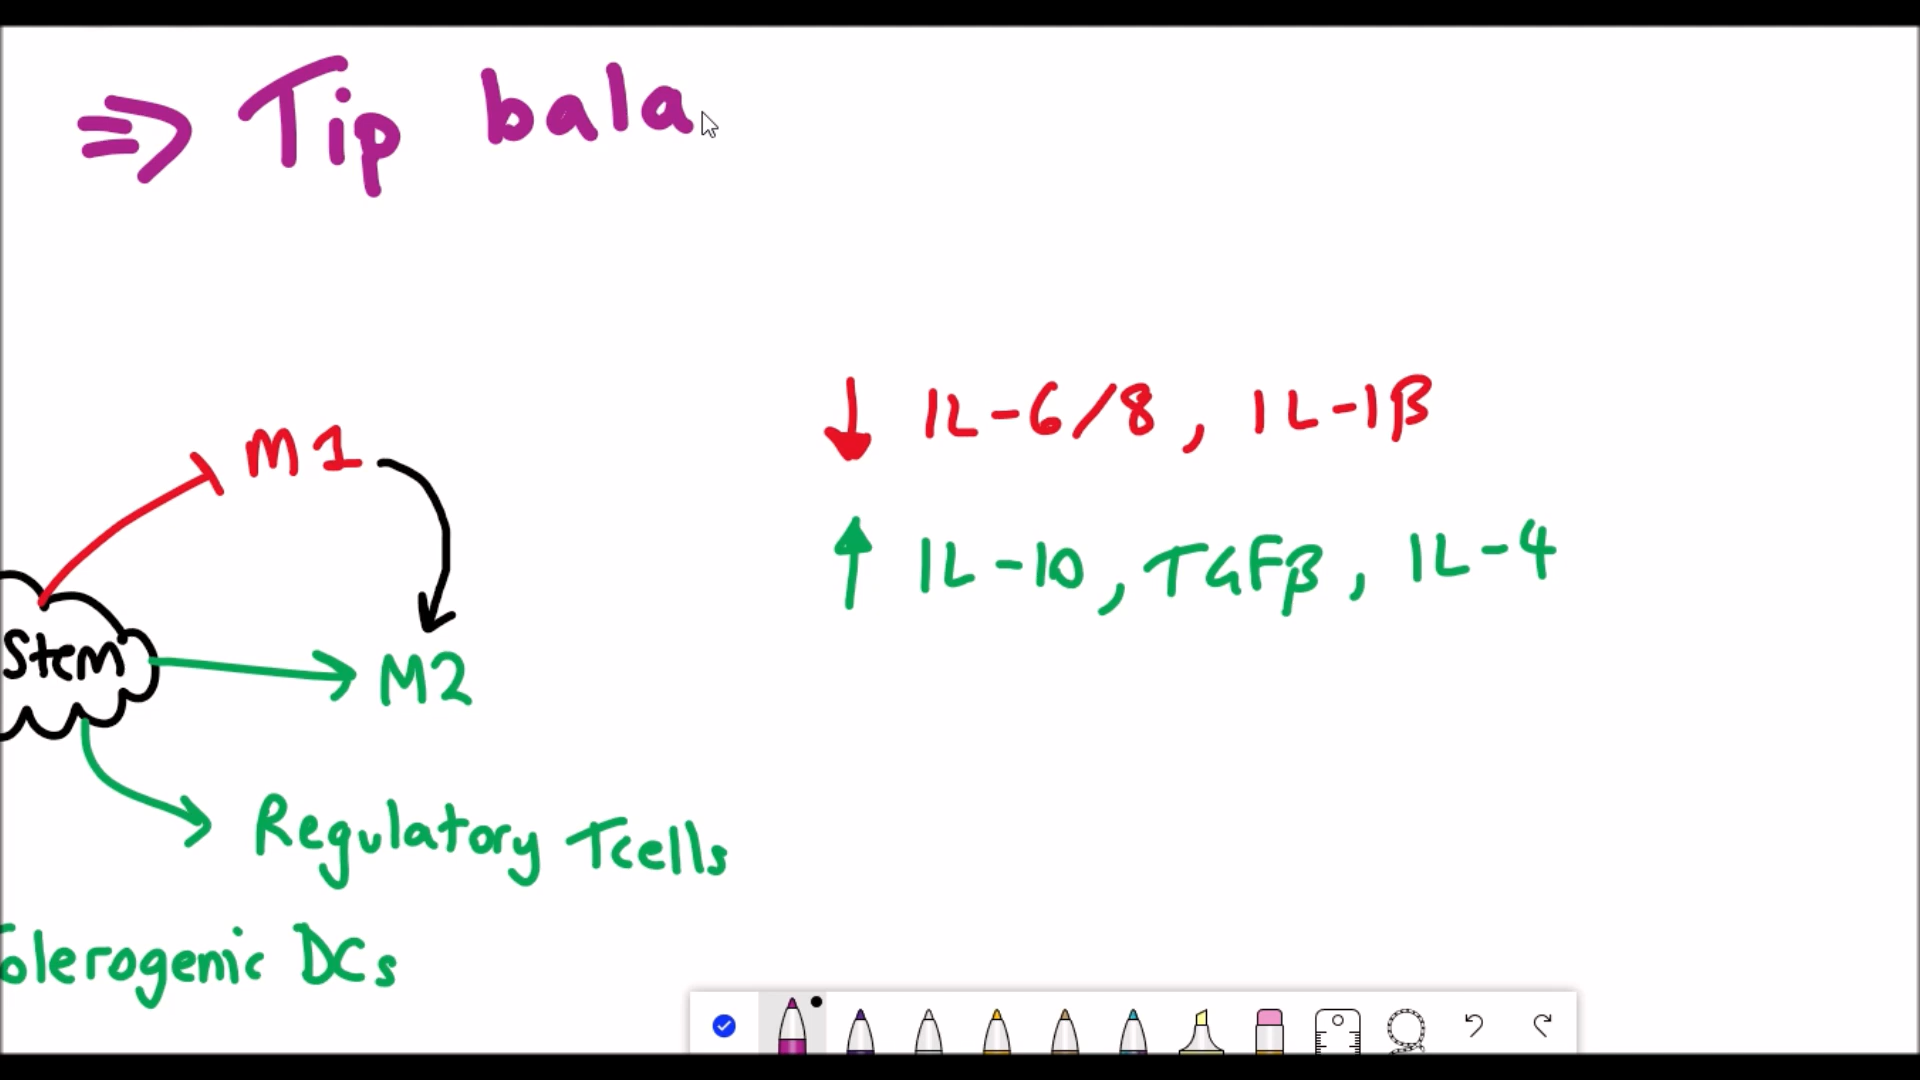 => Tip bala
↓ IL-6/8, IL-1β
M1
↑ IL-10, TGFβ, IL-4
Stem
M2
Regulatory Tcells
olerogenic DCs